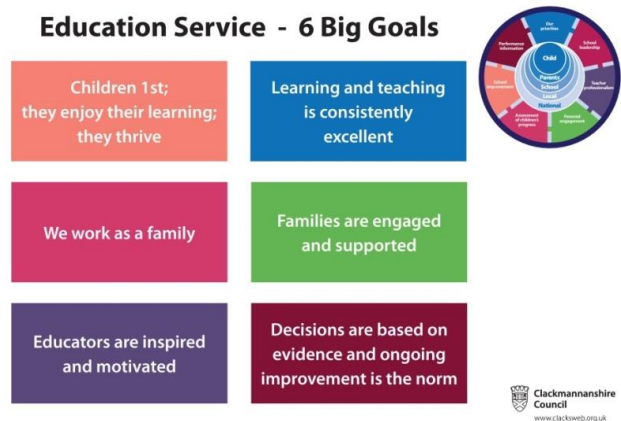 Education Service - 6 Big Goals
Children 1st;
they enjoy their learning;
they thrive
Learning and teaching
is consistently
excellent
We work as a family
Families are engaged
and supported
Educators are inspired
and motivated
Decisions are based on
evidence and ongoing
improvement is the norm
Our
priorities
School
leadership
Teacher
professionalism
Parental
engagement
Assessment
of children's
progress
School
improvement
Performance
information
Child
Parents
School
Local
National
Clackmannanshire
Council
www.clacksweb.org.uk